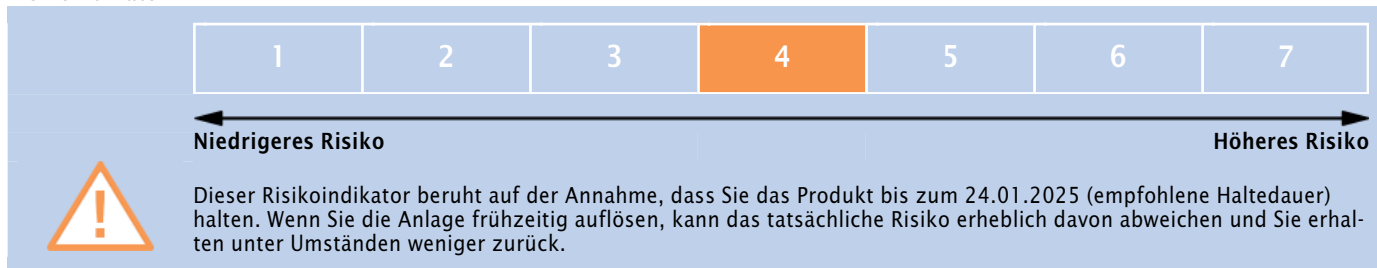 1 2 3 4 5 6 7
Niedrigeres Risiko Höheres Risiko
Dieser Risikoindikator beruht auf der Annahme, dass Sie das Produkt bis zum 24.01.2025 (empfohlene Haltedauer)
halten. Wenn Sie die Anlage frühzeitig auflösen, kann das tatsächliche Risiko erheblich davon abweichen und Sie erhal-
ten unter Umständen weniger zurück.